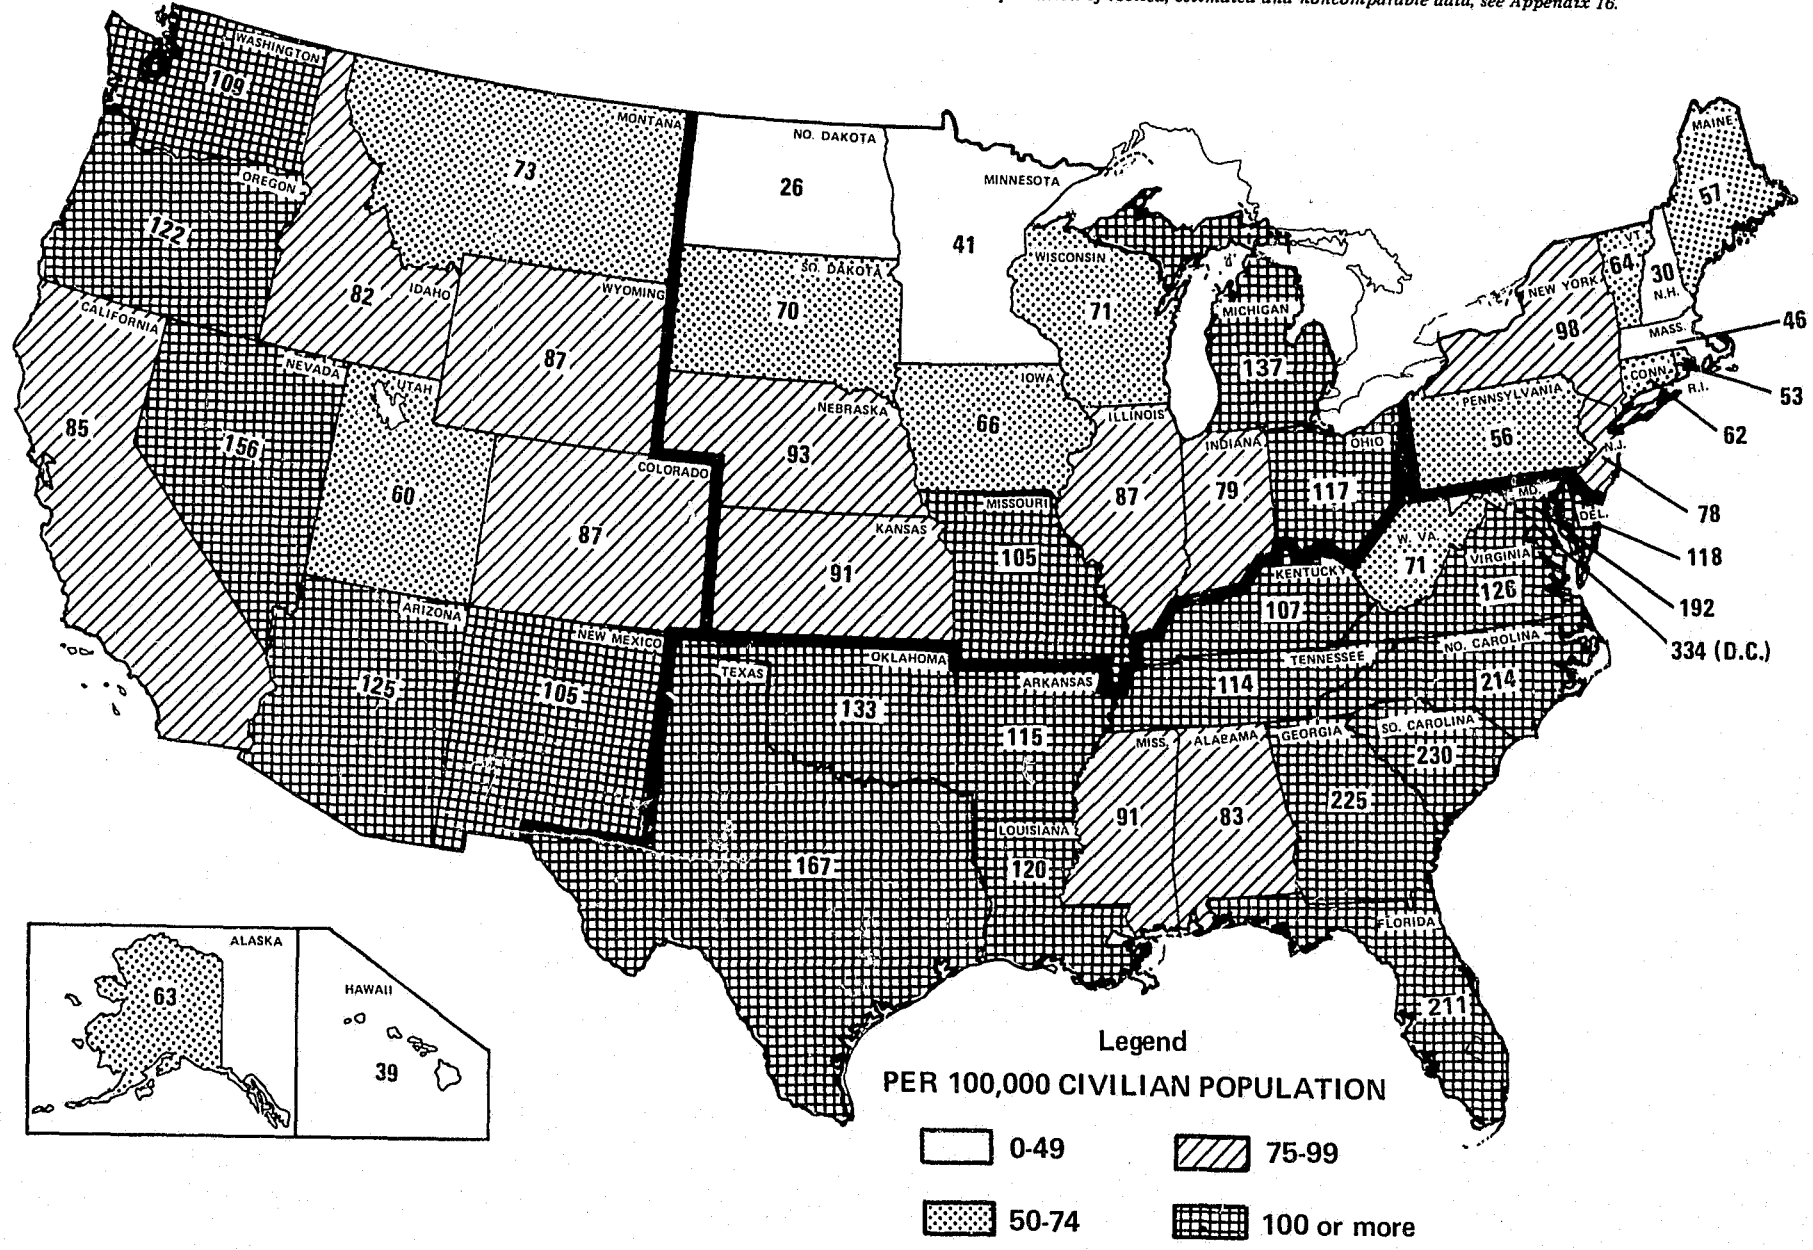 estimated and noncomparable data, see Appendix 16.
WASHINGTON
109
MONTANA
73
NO. DAKOTA
26
MINNESOTA
41
MAINE
57
OREGON
122
IDAHO
82
WYOMING
87
SO. DAKOTA
70
WISCONSIN
71
MICHIGAN
137
NEW YORK
98
VT.
64
30
N.H.
MASS.
46
CALIFORNIA
85
NEVADA
156
UTAH
60
COLORADO
87
NEBRASKA
93
IOWA
66
ILLINOIS
87
INDIANA
79
OHIO
117
PENNSYLVANIA
56
CONN.
R.I.
53
62
N.J.
78
KANSAS
91
MISSOURI
105
KENTUCKY
107
W. VA.
71
VIRGINIA
126
MD.
DEL.
118
192
334 (D.C.)
ARIZONA
125
NEW MEXICO
105
TEXAS
167
OKLAHOMA
133
ARKANSAS
115
TENNESSEE
114
NO. CAROLINA
214
SO. CAROLINA
230
LOUISIANA
120
MISS.
91
ALABAMA
83
GEORGIA
225
FLORIDA
211
ALASKA
63
HAWAII
39
Legend
PER 100,000 CIVILIAN POPULATION
0-49
75-99
50-74
100 or more